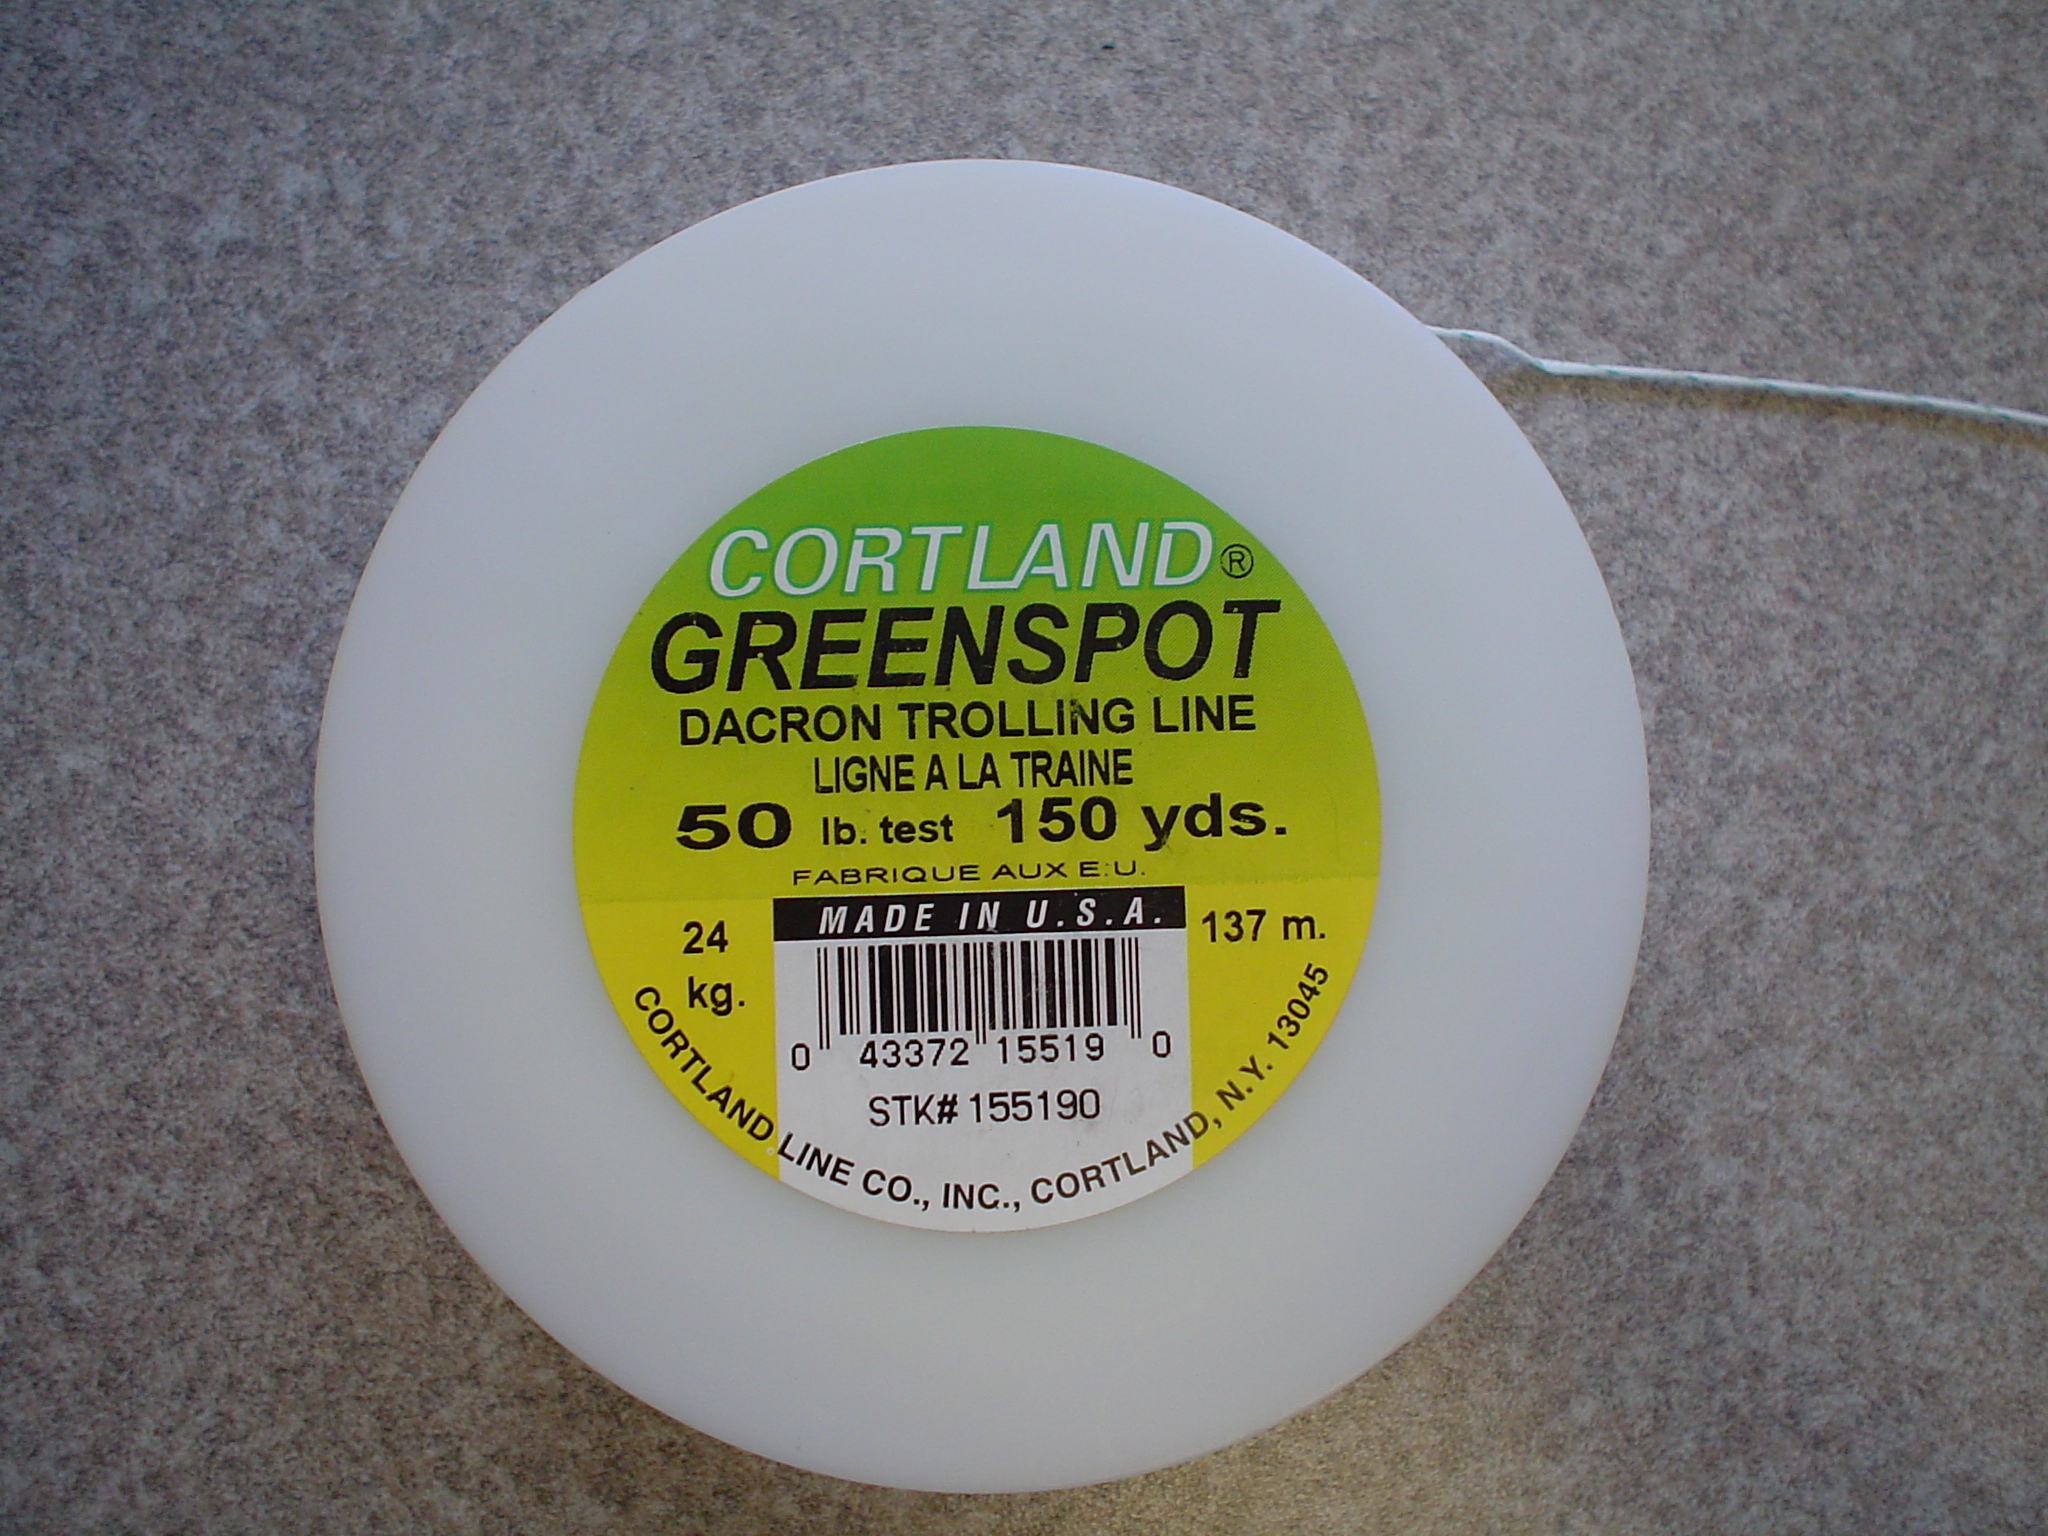 CORTLAND®
GREENSPOT
DACRON TROLLING LINE
LIGNE A LA TRAINE
50 lb. test 150 yds.
FABRIQUE AUX E.U.
MADE IN U.S.A.
24 kg.
137 m.
0 43372 15519 0
STK# 155190
CORTLAND LINE CO., INC., CORTLAND, N.Y. 13045